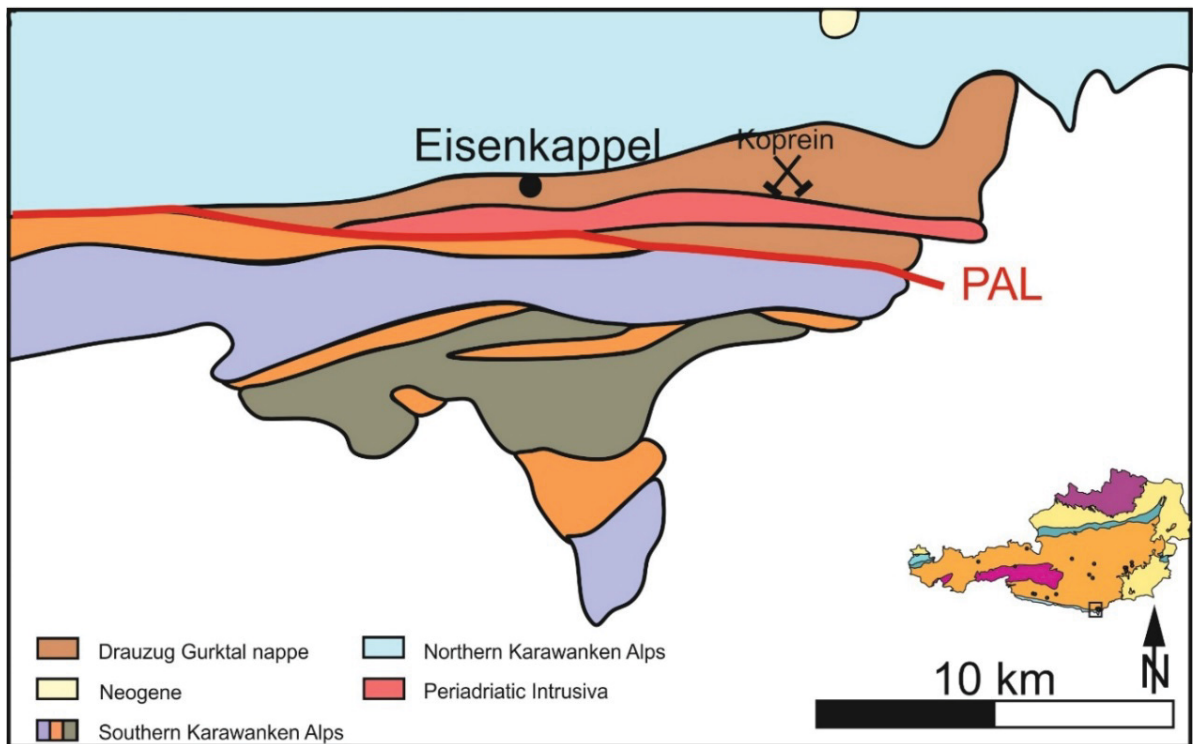 Koprein
Eisenkappel
PAL
Drauzug Gurktal nappe
Neogene
Southern Karawanken Alps
Northern Karawanken Alps
Periadriatic Intrusiva
N
10 km